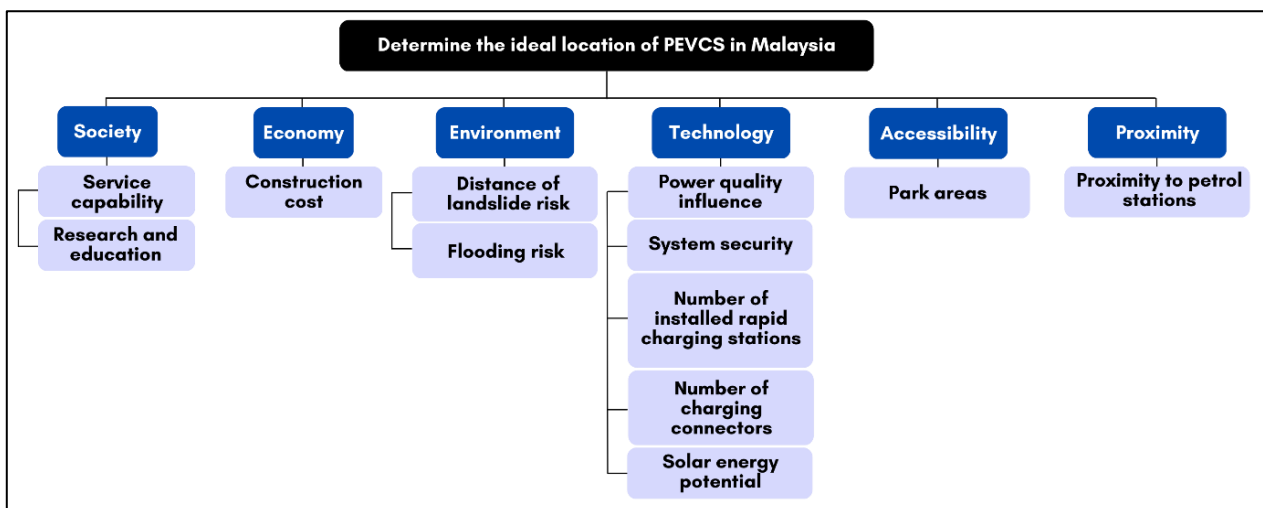 Determine the ideal location of PEVCS in Malaysia
Society
Economy
Environment
Technology
Accessibility
Proximity
Service
capability
Research and
education
Construction
cost
Distance of
landslide risk
Flooding risk
Power quality
influence
System security
Number of
installed rapid
charging stations
Number of
charging
connectors
Solar energy
potential
Park areas
Proximity to petrol
stations